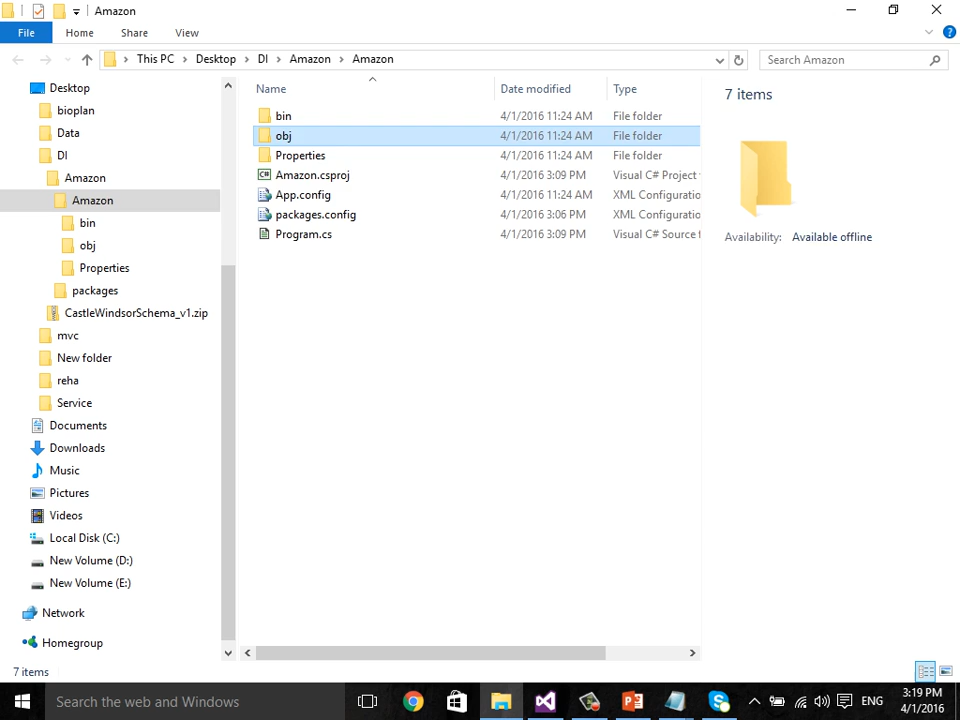 Amazon
File Home Share View
This PC Desktop DI Amazon Amazon
Search Amazon
Desktop
bioplan
Data
DI
Amazon
Amazon
bin
obj
Properties
packages
CastleWindsorSchema_v1.zip
mvc
New folder
reha
Service
Documents
Downloads
Music
Pictures
Videos
Local Disk (C:)
New Volume (D:)
New Volume (E:)
Network
Homegroup
Name Date modified Type
bin 4/1/2016 11:24 AM File folder
obj 4/1/2016 11:24 AM File folder
Properties 4/1/2016 11:24 AM File folder
Amazon.csproj 4/1/2016 3:09 PM Visual C# Project
App.config 4/1/2016 11:24 AM XML Configuratio
packages.config 4/1/2016 3:06 PM XML Configuratio
Program.cs 4/1/2016 3:09 PM Visual C# Source f
7 items
Availability: Available offline
7 items
Search the web and Windows
ENG
3:19 PM
4/1/2016